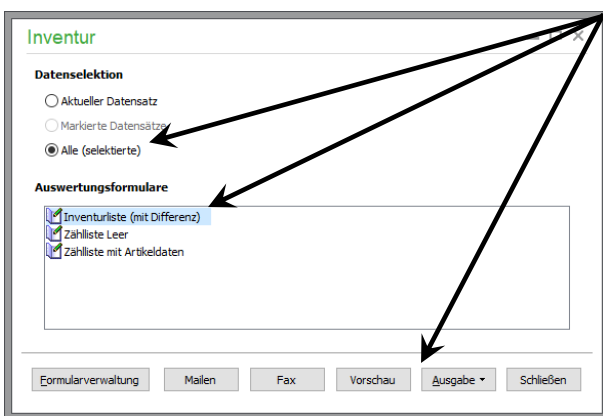 Inventur
Datenselektion
Aktueller Datensatz
Markierte Datensätze
Alle (selektierte)
Auswertungsformulare
Inventurliste (mit Differenz)
Zählliste Leer
Zählliste mit Artikeldaten
Formularverwaltung Mailen Fax Vorschau Ausgabe Schließen